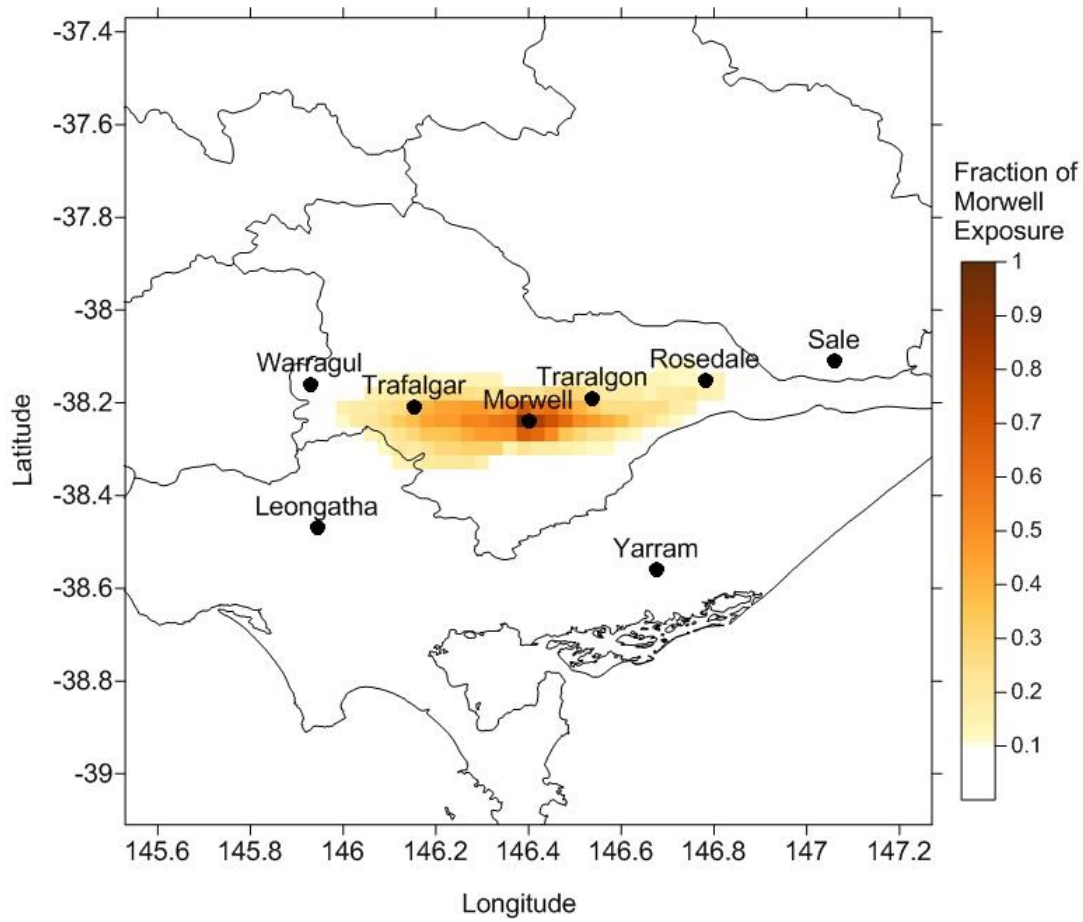 -37.4
-37.6
-37.8
-38
-38.2
-38.4
-38.6
-38.8
-39
Latitude
Warragul
Trafalgar
Morwell
Traralgon
Rosedale
Sale
Leongatha
Yarram
145.6 145.8 146 146.2 146.4 146.6 146.8 147 147.2
Longitude
Fraction of
Morwell
Exposure
1
0.9
0.8
0.7
0.6
0.5
0.4
0.3
0.2
0.1